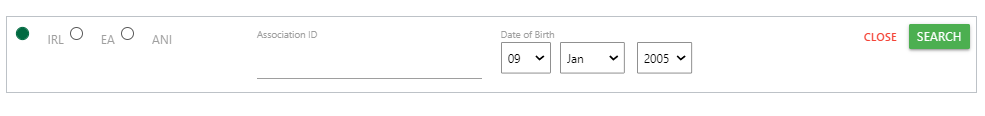 IRL EA ANI
Association ID
Date of Birth
09 Jan 2005
CLOSE SEARCH